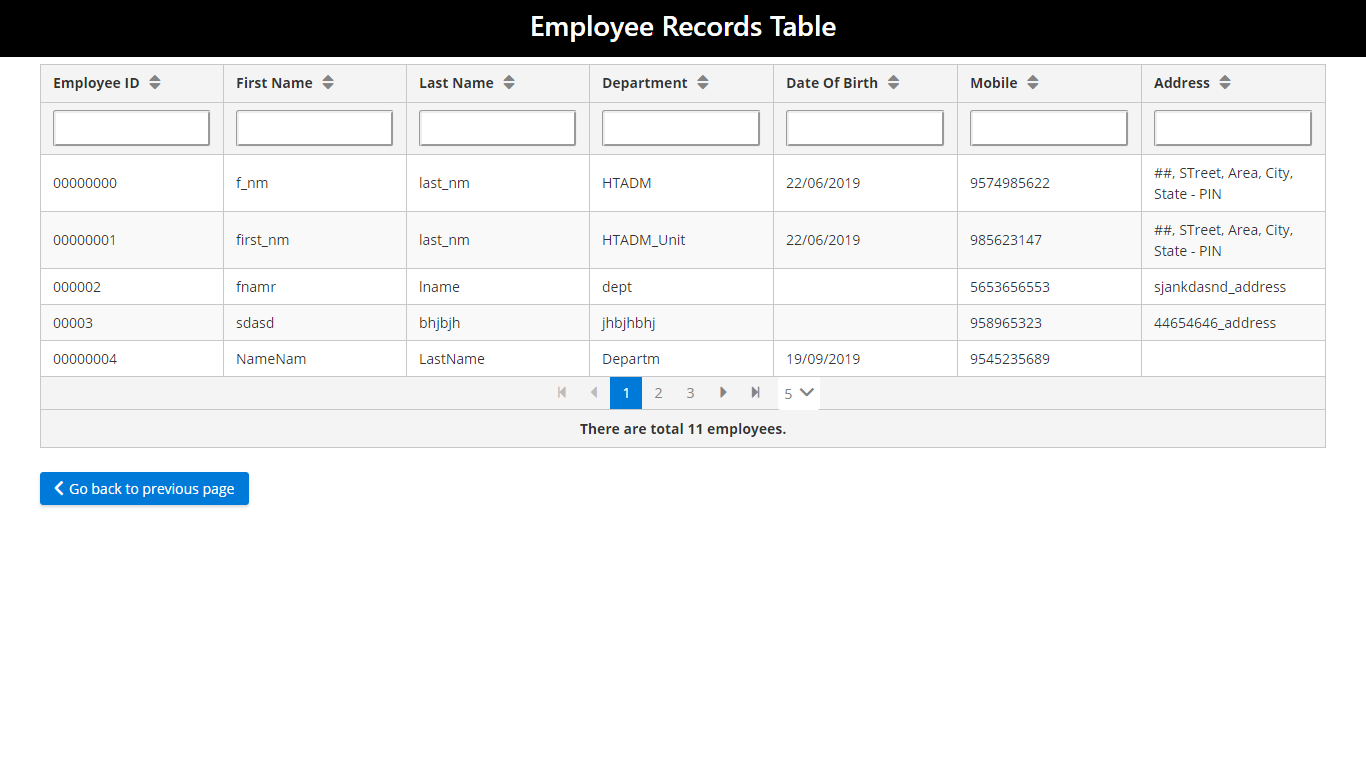 Employee Records Table
Employee ID First Name Last Name Department Date Of Birth Mobile Address
00000000 f_nm last_nm HTADM 22/06/2019 9574985622 ##, STreet, Area, City,
State - PIN
00000001 first_nm last_nm HTADM_Unit 22/06/2019 985623147 ##, STreet, Area, City,
State - PIN
000002 fnamr lname dept 5653656553 sjankdasnd_address
00003 sdasd bhjbjh jhbjhbhj 958965323 44654646_address
00000004 NameNam LastName Departm 19/09/2019 9545235689
1 2 3 5
There are total 11 employees.
Go back to previous page